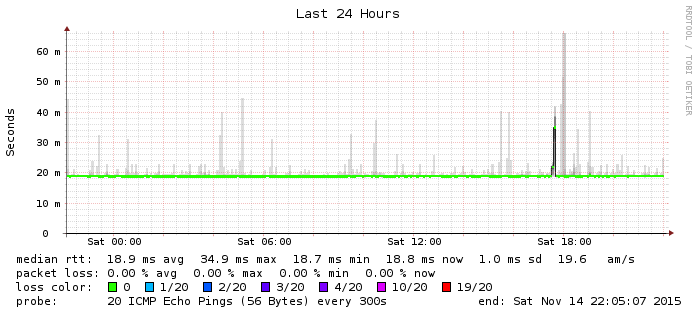 Last 24 Hours
RRDTOOL / TOBI OETIKER
Seconds
60 m
50 m
40 m
30 m
20 m
10 m
0
Sat 00:00 Sat 06:00 Sat 12:00 Sat 18:00
median rtt: 18.9 ms avg 34.9 ms max 18.7 ms min 18.8 ms now 1.0 ms sd 19.6 am/s
packet loss: 0.00 % avg 0.00 % max 0.00 % min 0.00 % now
loss color: 0 1/20 2/20 3/20 4/20 10/20 19/20
probe: 20 ICMP Echo Pings (56 Bytes) every 300s end: Sat Nov 14 22:05:07 2015